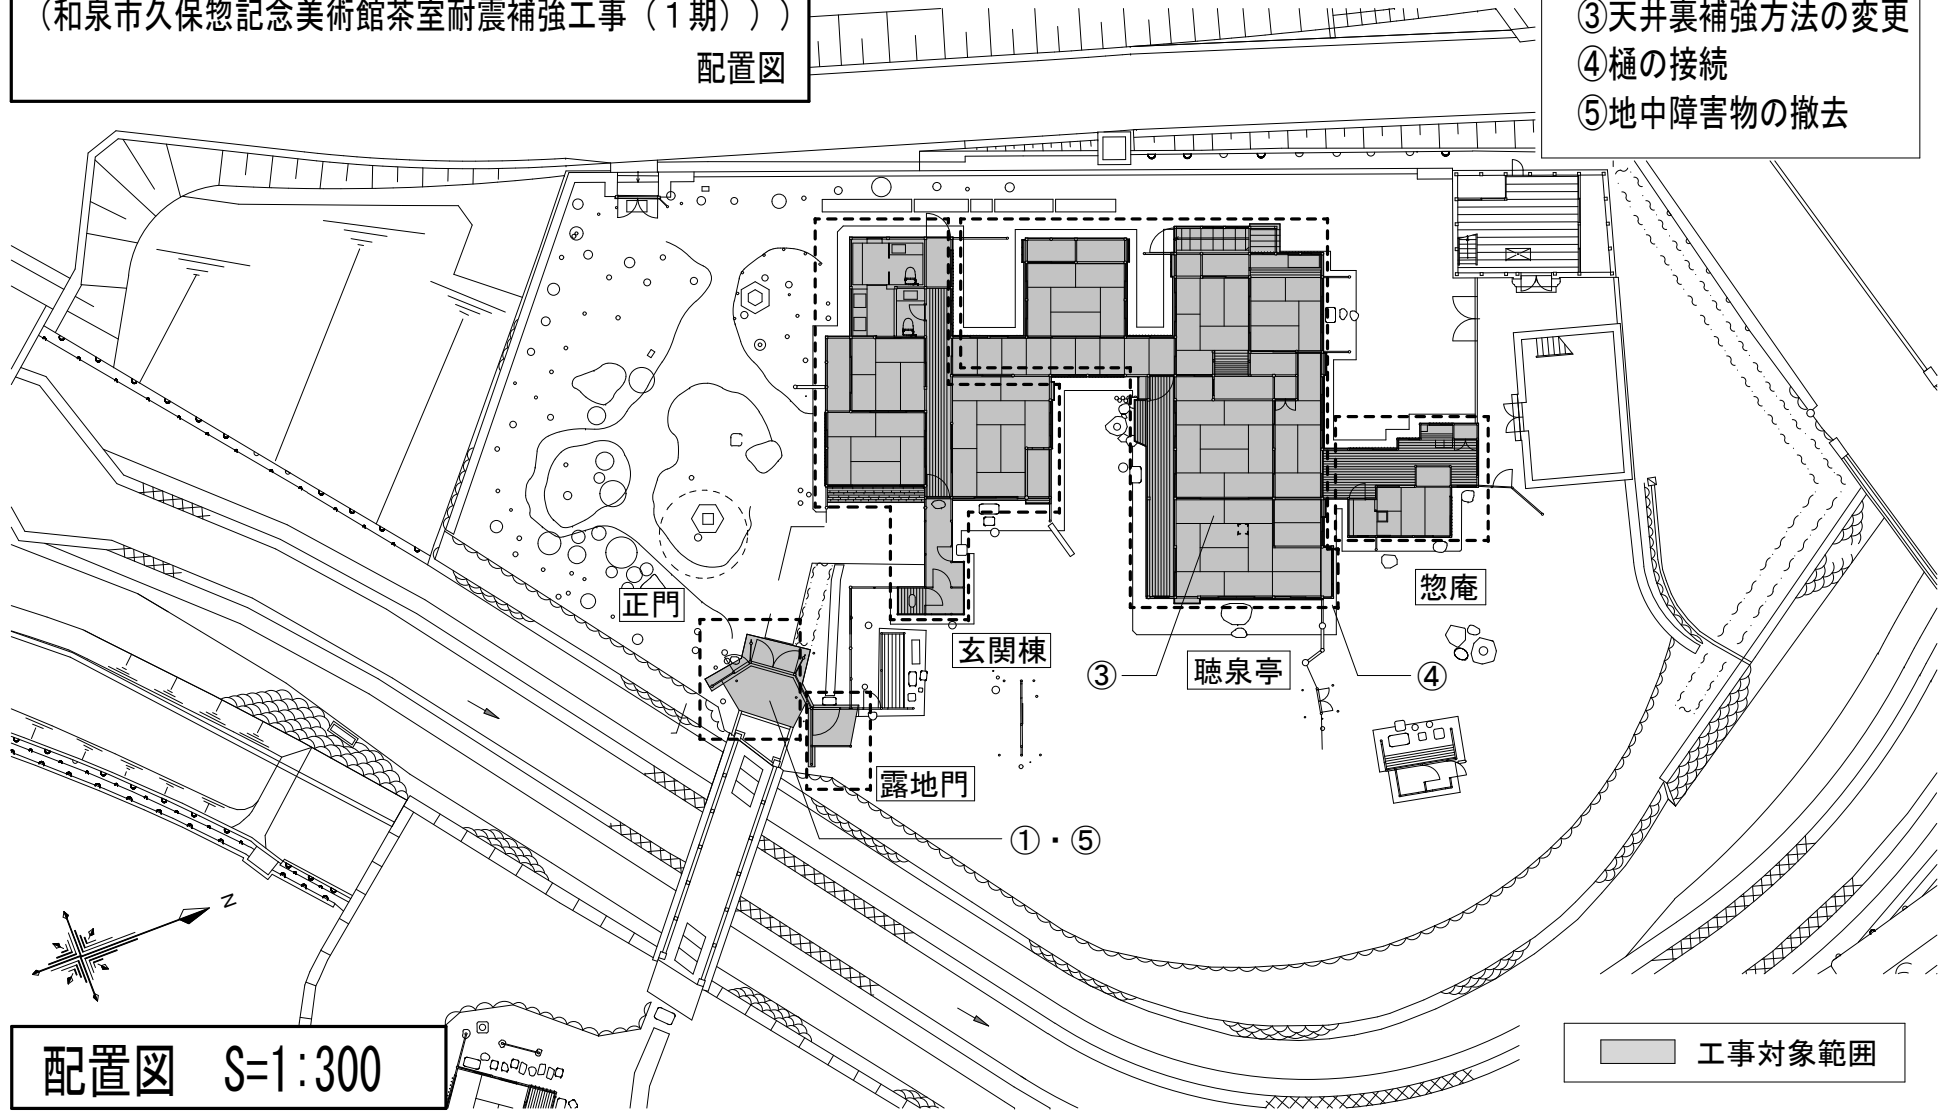 (和泉市久保惣記念美術館茶室耐震補強工事（１期）））
配置図
③天井裏補強方法の変更
④樋の接続
⑤地中障害物の撤去
正門
玄関棟
聴泉亭
惣庵
露地門
③
④
①・⑤
N
配置図　S=1:300
工事対象範囲